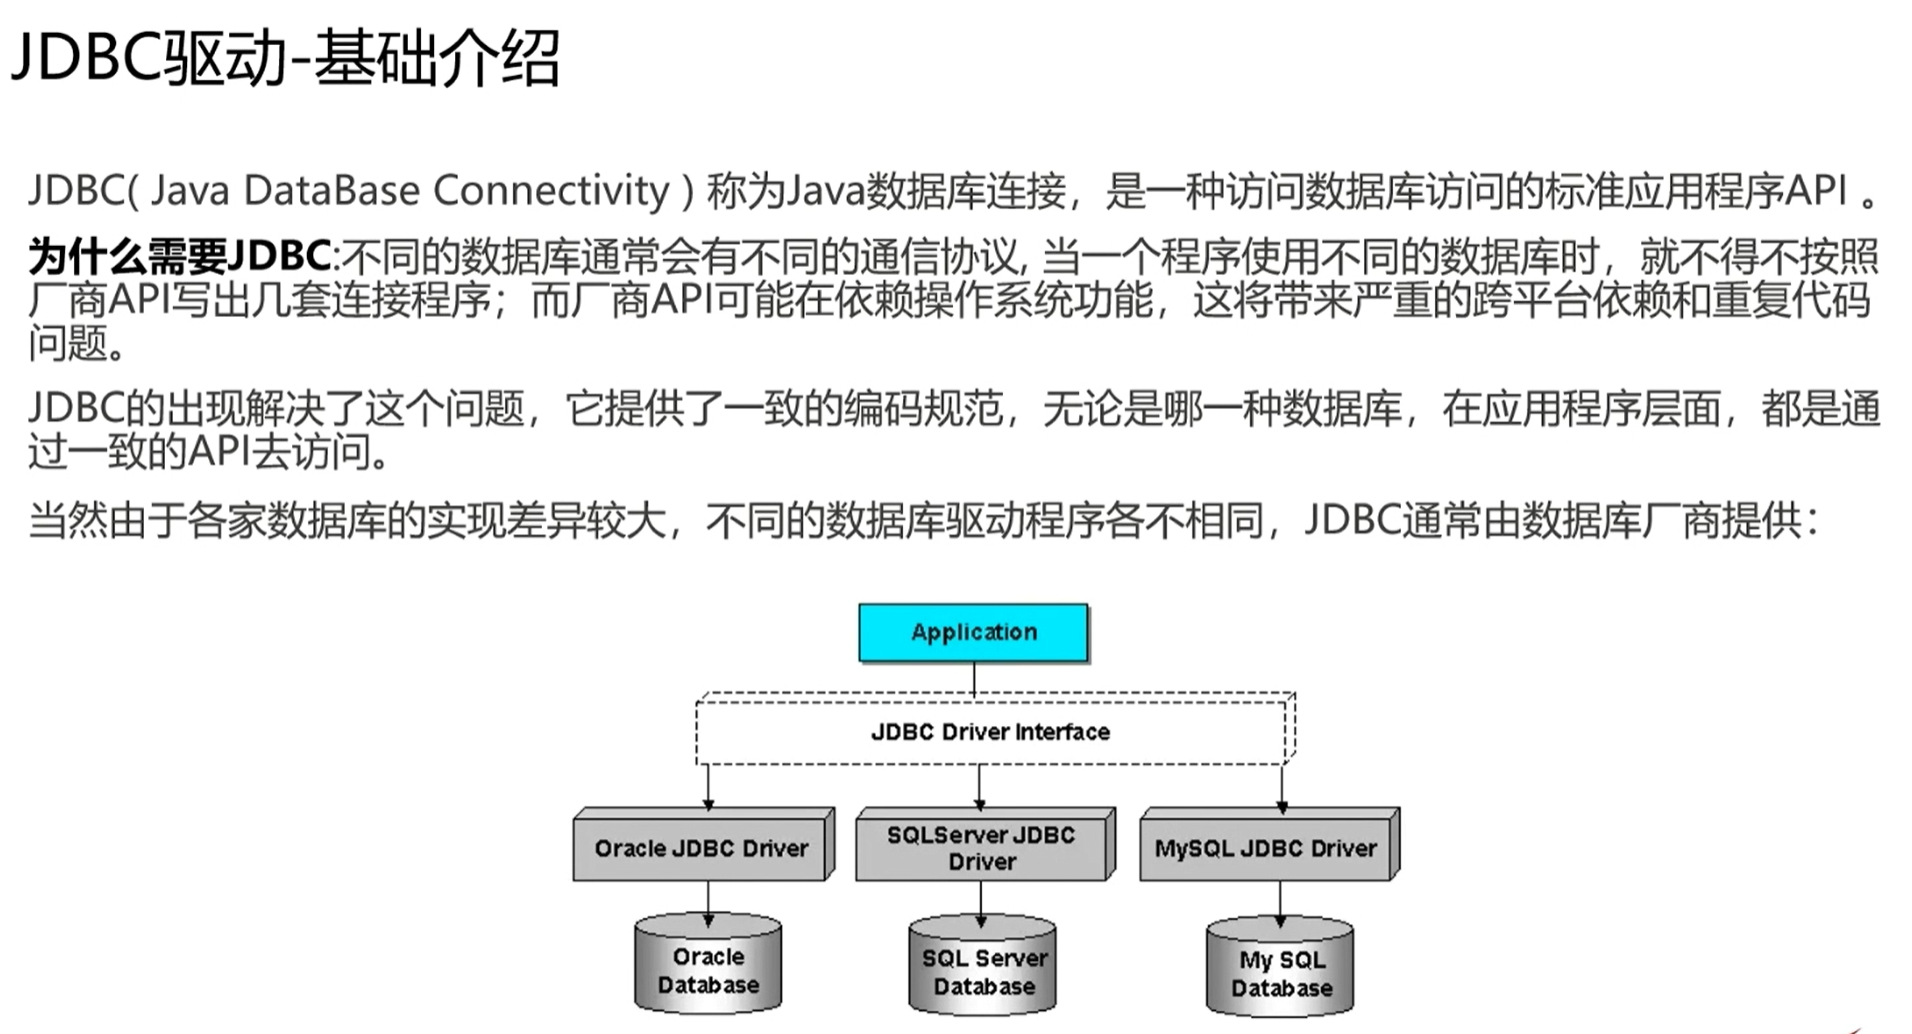 JDBC驱动-基础介绍
JDBC( Java DataBase Connectivity ) 称为Java数据库连接，是一种访问数据库访问的标准应用程序API 。
为什么需要JDBC:不同的数据库通常会有不同的通信协议, 当一个程序使用不同的数据库时，就不得不按照
厂商API写出几套连接程序；而厂商API可能在依赖操作系统功能，这将带来严重的跨平台依赖和重复代码
问题。
JDBC的出现解决了这个问题，它提供了一致的编码规范，无论是哪一种数据库，在应用程序层面，都是通
过一致的API去访问。
当然由于各家数据库的实现差异较大，不同的数据库驱动程序各不相同，JDBC通常由数据库厂商提供：
Application
JDBC Driver Interface
Oracle JDBC Driver
SQLServer JDBC
Driver
MySQL JDBC Driver
Oracle
Database
SQL Server
Database
My SQL
Database